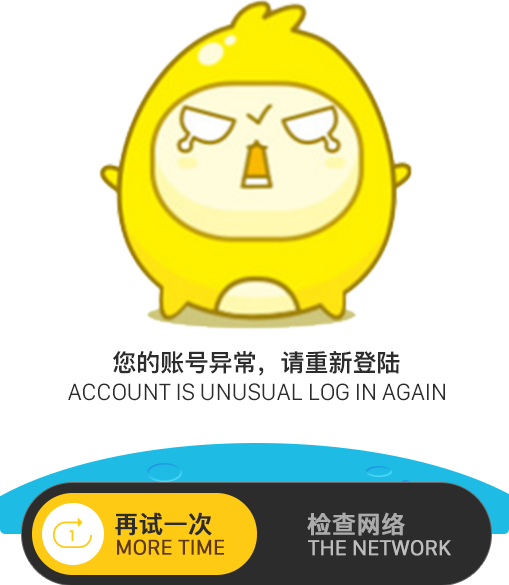 您的账号异常，请重新登陆
ACCOUNT IS UNUSUAL LOG IN AGAIN
1
再试一次
MORE TIME
检查网络
THE NETWORK